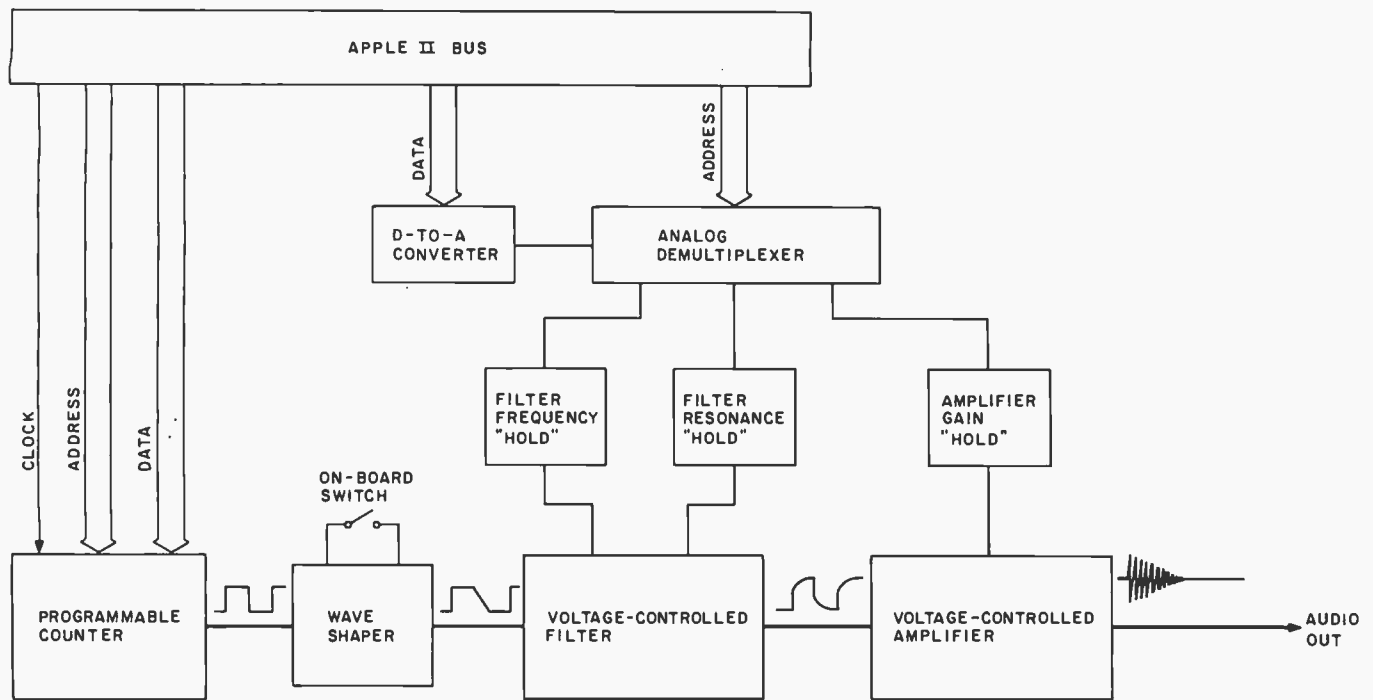 APPLE II BUS
CLOCK
ADDRESS
DATA
DATA
ADDRESS
D-TO-A
CONVERTER
ANALOG
DEMULTIPLEXER
FILTER
FREQUENCY
"HOLD"
FILTER
RESONANCE
"HOLD"
AMPLIFIER
GAIN
"HOLD"
ON-BOARD
SWITCH
PROGRAMMABLE
COUNTER
WAVE
SHAPER
VOLTAGE-CONTROLLED
FILTER
VOLTAGE-CONTROLLED
AMPLIFIER
AUDIO
OUT